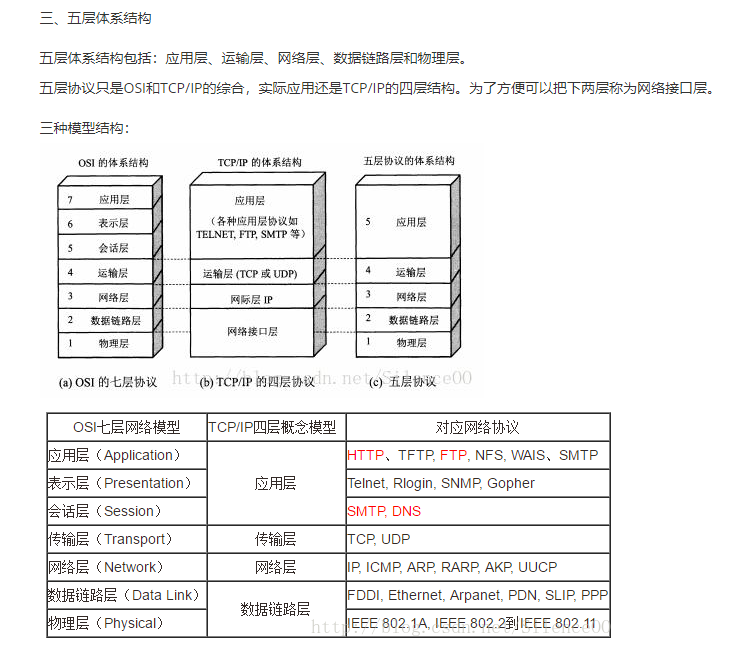 三、五层体系结构
五层体系结构包括：应用层、运输层、网络层、数据链路层和物理层。
五层协议只是OSI和TCP/IP的综合，实际应用还是TCP/IP的四层结构。为了方便可以把下两层称为网络接口层。
三种模型结构：
OSI 的体系结构
7 应用层
6 表示层
5 会话层
4 运输层
3 网络层
2 数据链路层
1 物理层
(a) OSI 的七层协议
TCP/IP 的体系结构
应用层
（各种应用层协议如
TELNET, FTP, SMTP 等）
运输层 (TCP 或 UDP)
网际层 IP
网络接口层
(b) TCP/IP 的四层协议
五层协议的体系结构
5 应用层
4 运输层
3 网络层
2 数据链路层
1 物理层
(c) 五层协议
http://blog.csdn.net/Silence00
OSI七层网络模型 TCP/IP四层概念模型 对应网络协议
应用层（Application） HTTP、TFTP, FTP, NFS, WAIS、SMTP
表示层（Presentation） 应用层 Telnet, Rlogin, SNMP, Gopher
会话层（Session） SMTP, DNS
传输层（Transport） 传输层 TCP, UDP
网络层（Network） 网络层 IP, ICMP, ARP, RARP, AKP, UUCP
数据链路层（Data Link） 数据链路层 FDDI, Ethernet, Arpanet, PDN, SLIP, PPP
物理层（Physical） IEEE 802.1A, IEEE 802.2到IEEE 802.11
http://blog.csdn.net/Silence00